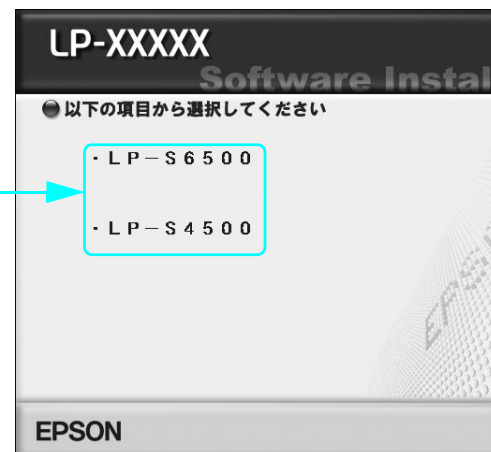 LP-XXXXX
Software Instal
以下の項目から選択してください
・ＬＰ－Ｓ６５００
・ＬＰ－Ｓ４５００
EPSON